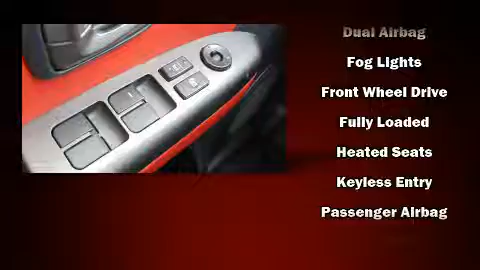 Dual Airbag
Fog Lights
Front Wheel Drive
Fully Loaded
Heated Seats
Keyless Entry
Passenger Airbag